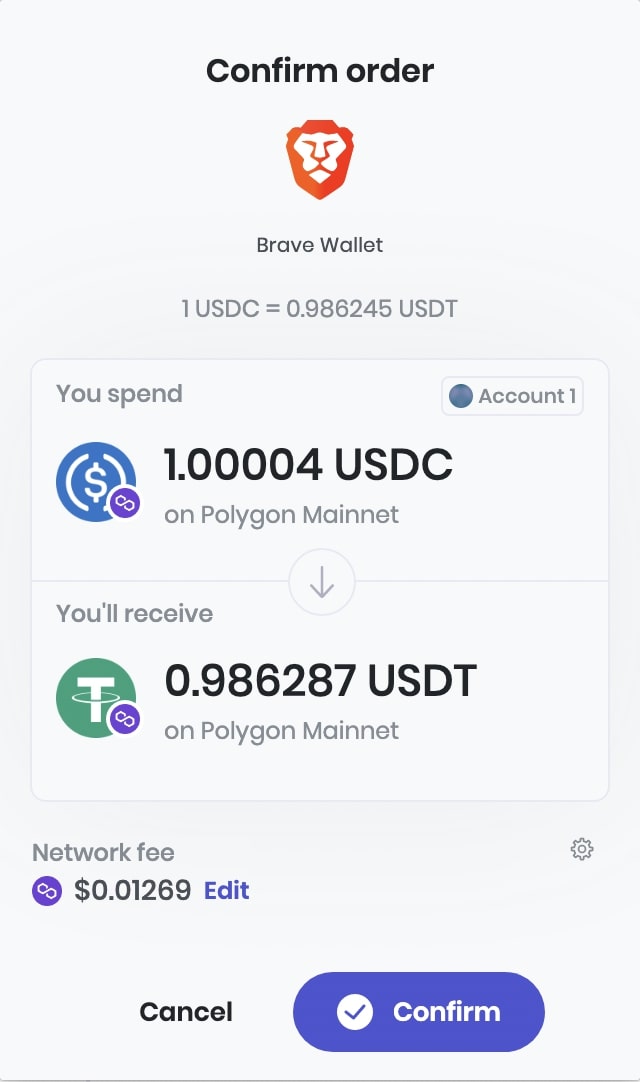 Confirm order
Brave Wallet
1 USDC = 0.986245 USDT
You spend
Account 1
1.00004 USDC
on Polygon Mainnet
You'll receive
0.986287 USDT
on Polygon Mainnet
Network fee
$0.01269 Edit
Cancel
Confirm